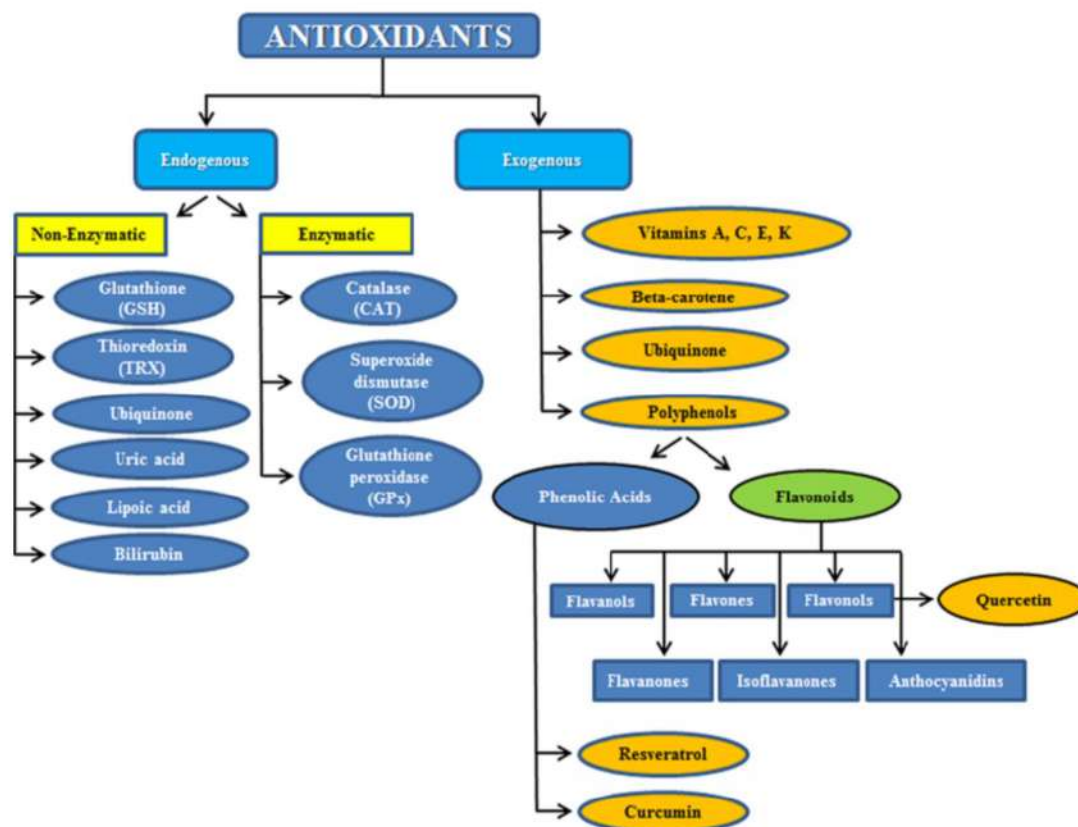 ANTIOXIDANTS
Endogenous
Exogenous
Non-Enzymatic
Enzymatic
Glutathione
(GSH)
Thioredoxin
(TRX)
Ubiquinone
Uric acid
Lipoic acid
Bilirubin
Catalase
(CAT)
Superoxide
dismutase
(SOD)
Glutathione
peroxidase
(GPx)
Vitamins A, C, E, K
Beta-carotene
Ubiquinone
Polyphenols
Phenolic Acids
Flavonoids
Flavanols
Flavones
Flavonols
Quercetin
Flavanones
Isoflavanones
Anthocyanidins
Resveratrol
Curcumin